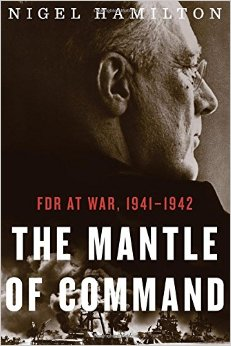 NIGEL HAMILTON
FDR AT WAR, 1941–1942
THE MANTLE
OF COMMAND